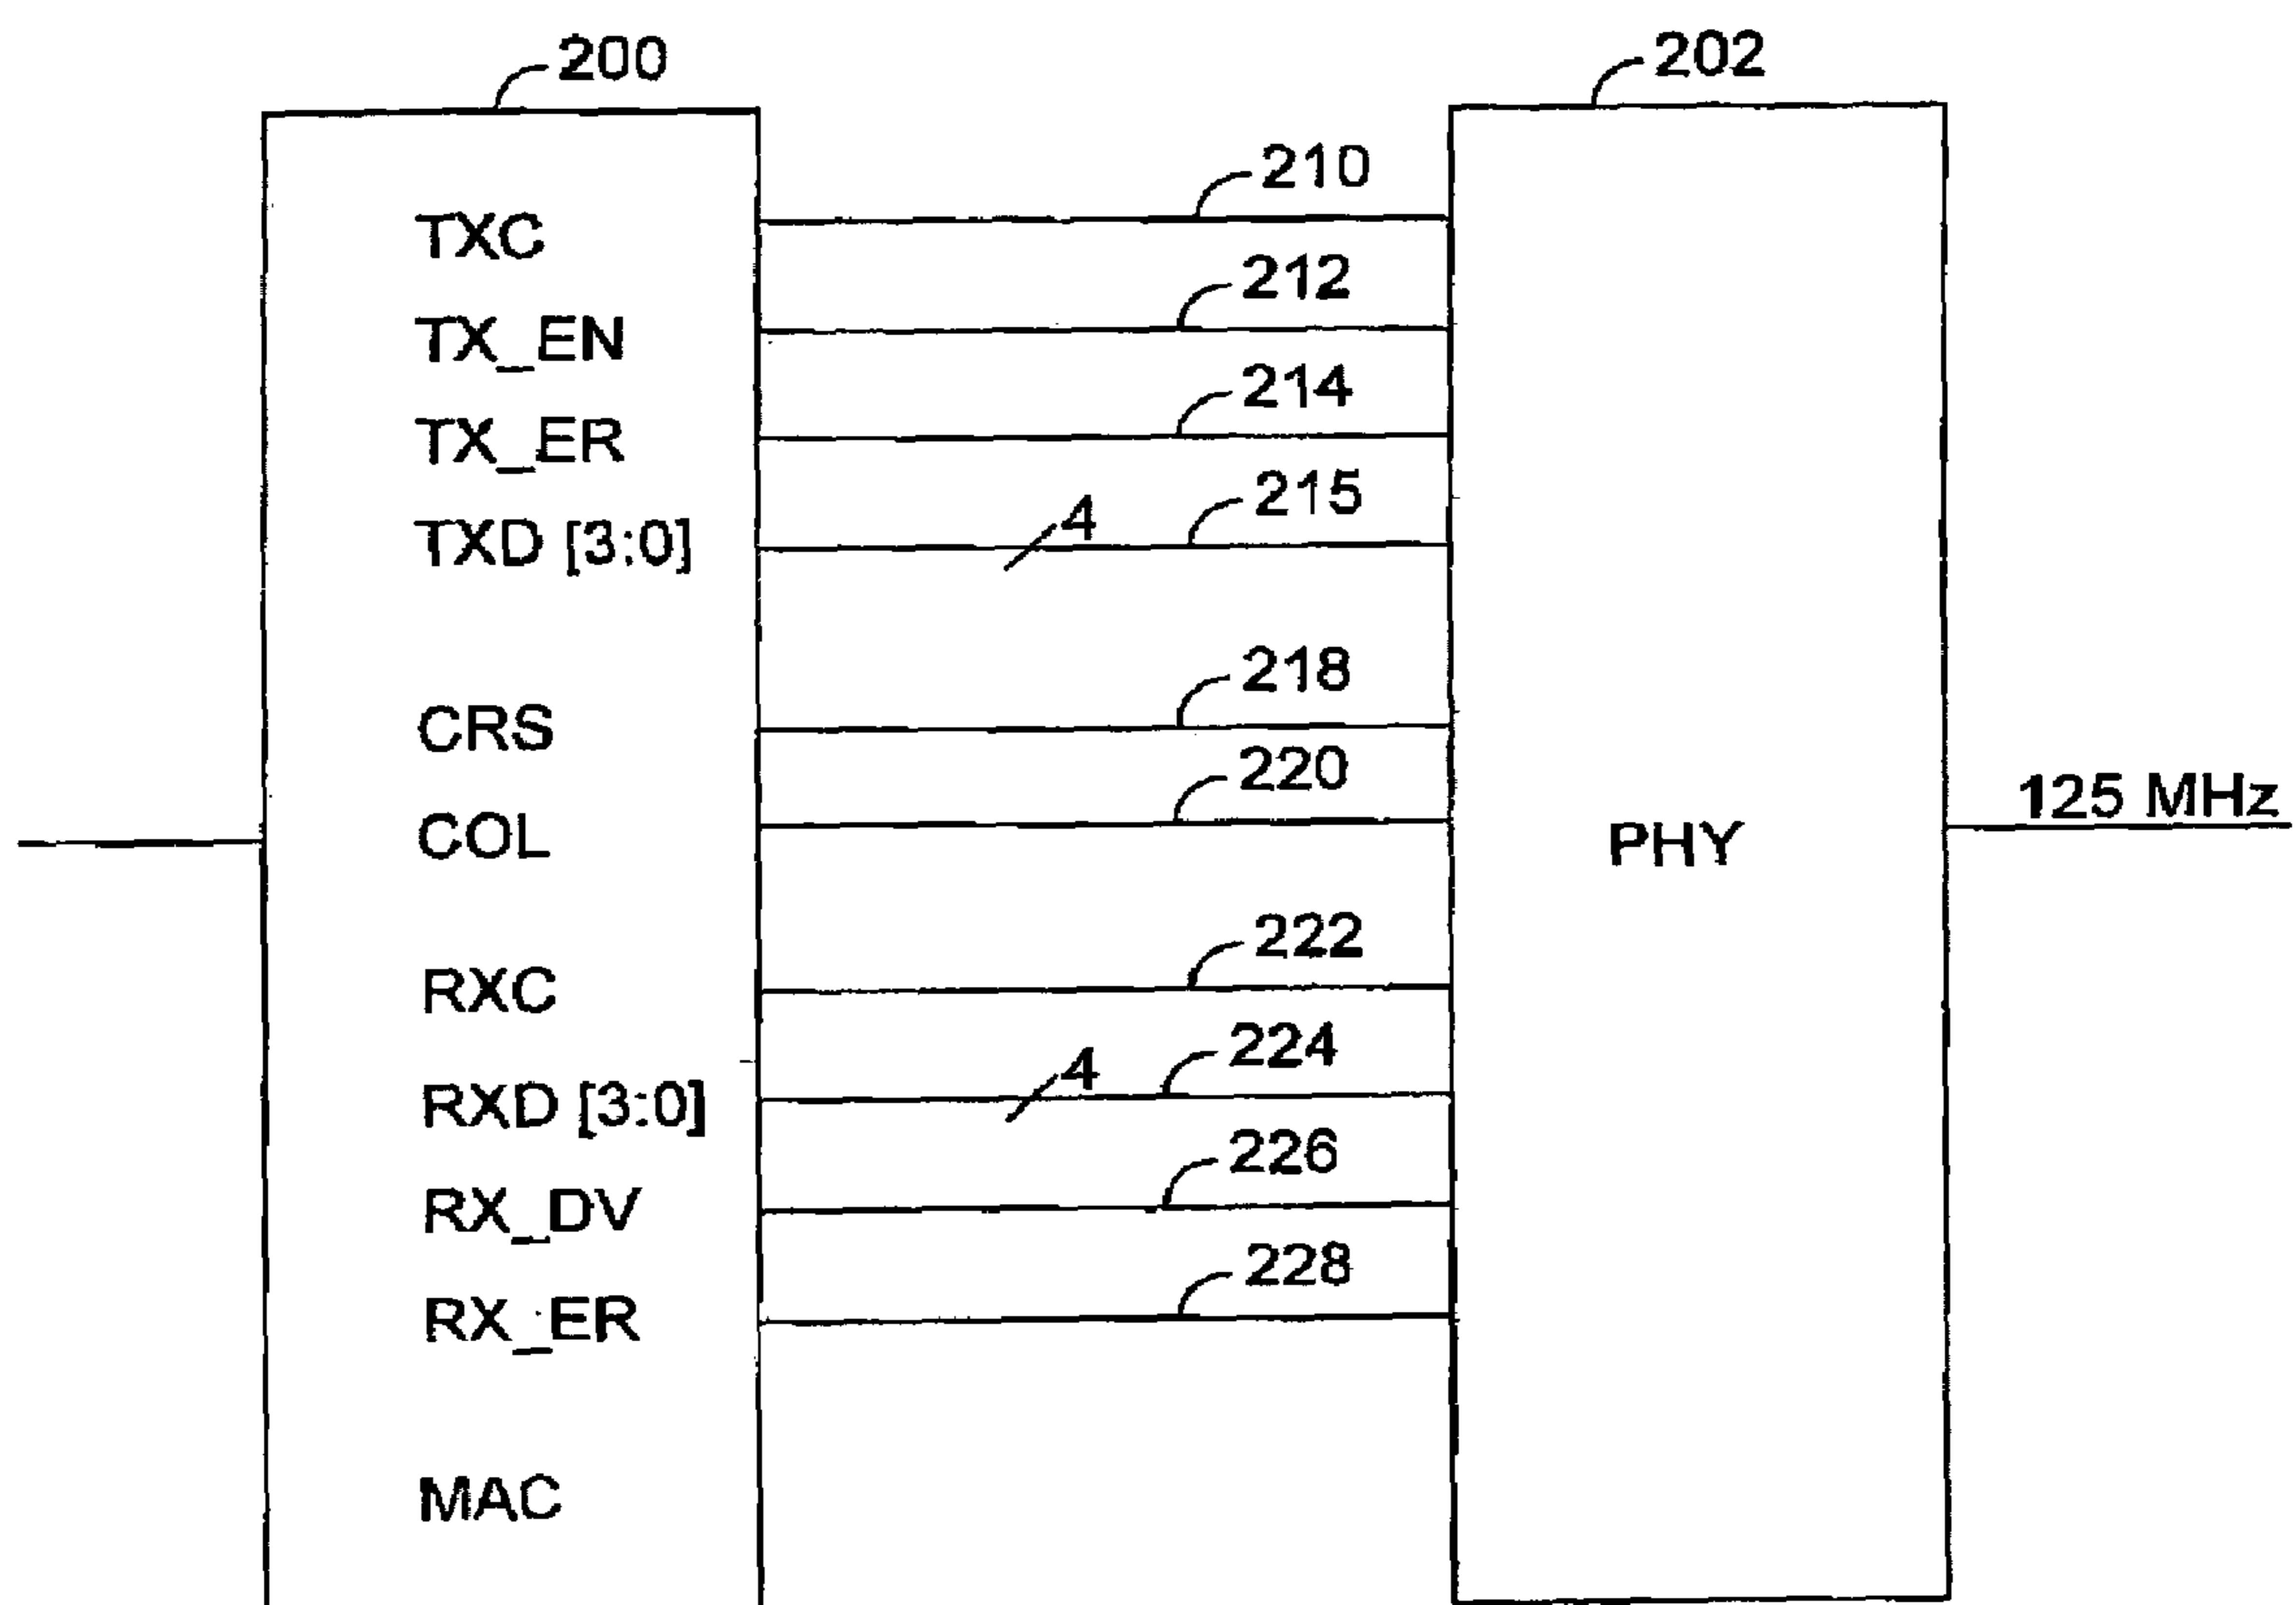 200
202
210
TXC
212
TX_EN
214
TX_ER
215
4
TXD [3:0]
218
CRS
220
COL
125 MHz
PHY
222
RXC
224
4
RXD [3:0]
226
RX_DV
228
RX_ER
MAC